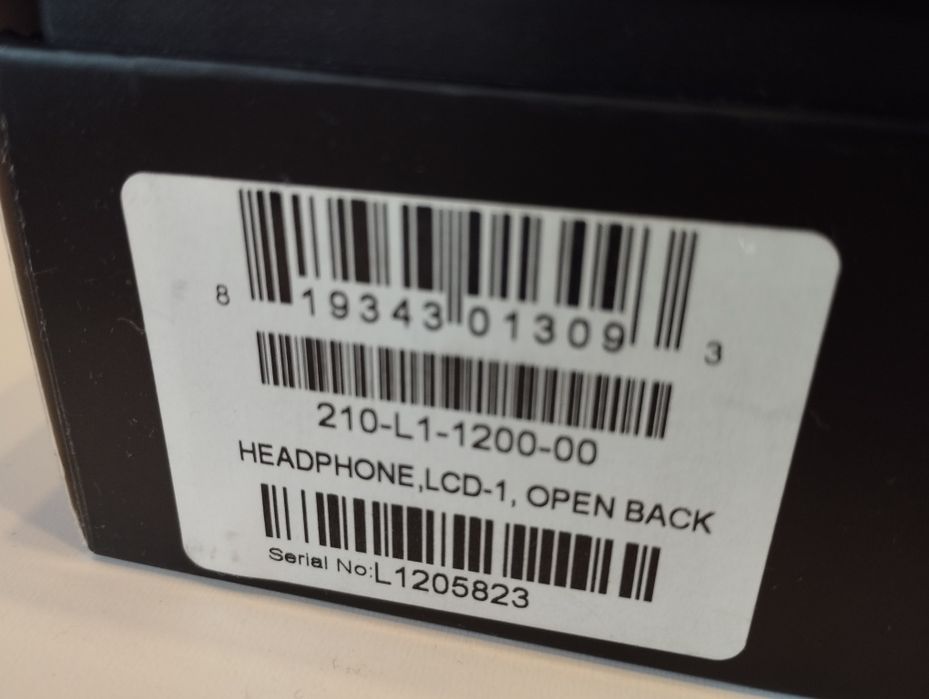 8 19343 01309 3
210-L1-1200-00
HEADPHONE,LCD-1, OPEN BACK
Serial No:L1205823